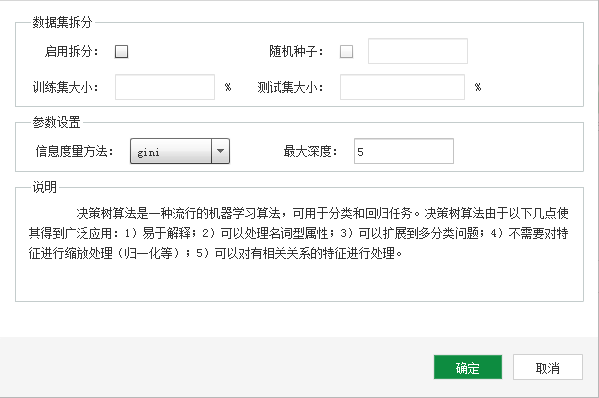 数据集拆分
启用拆分： 随机种子：
训练集大小： % 测试集大小： %
参数设置
信息度量方法： gini 最大深度： 5
说明
决策树算法是一种流行的机器学习算法，可用于分类和回归任务。决策树算法由于以下几点使
其得到广泛应用：1）易于解释；2）可以处理名词型属性；3）可以扩展到多分类问题；4）不需要对特
征进行缩放处理（归一化等）；5）可以对有相关关系的特征进行处理。
确定 取消